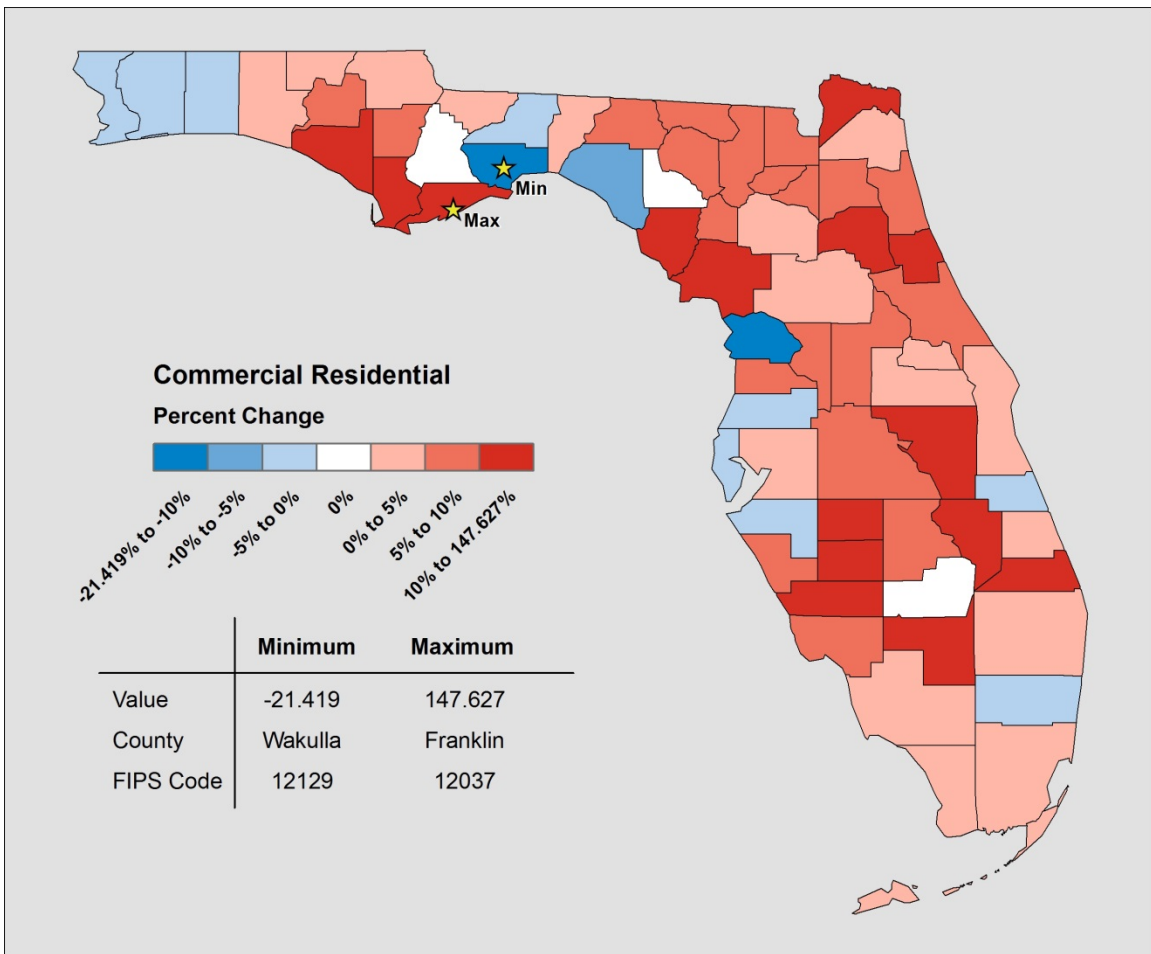 Min
Max
Commercial Residential
Percent Change
-21.419% to -10%
-10% to -5%
-5% to 0%
0%
0% to 5%
5% to 10%
10% to 147.627%
Minimum Maximum
Value -21.419 147.627
County Wakulla Franklin
FIPS Code 12129 12037